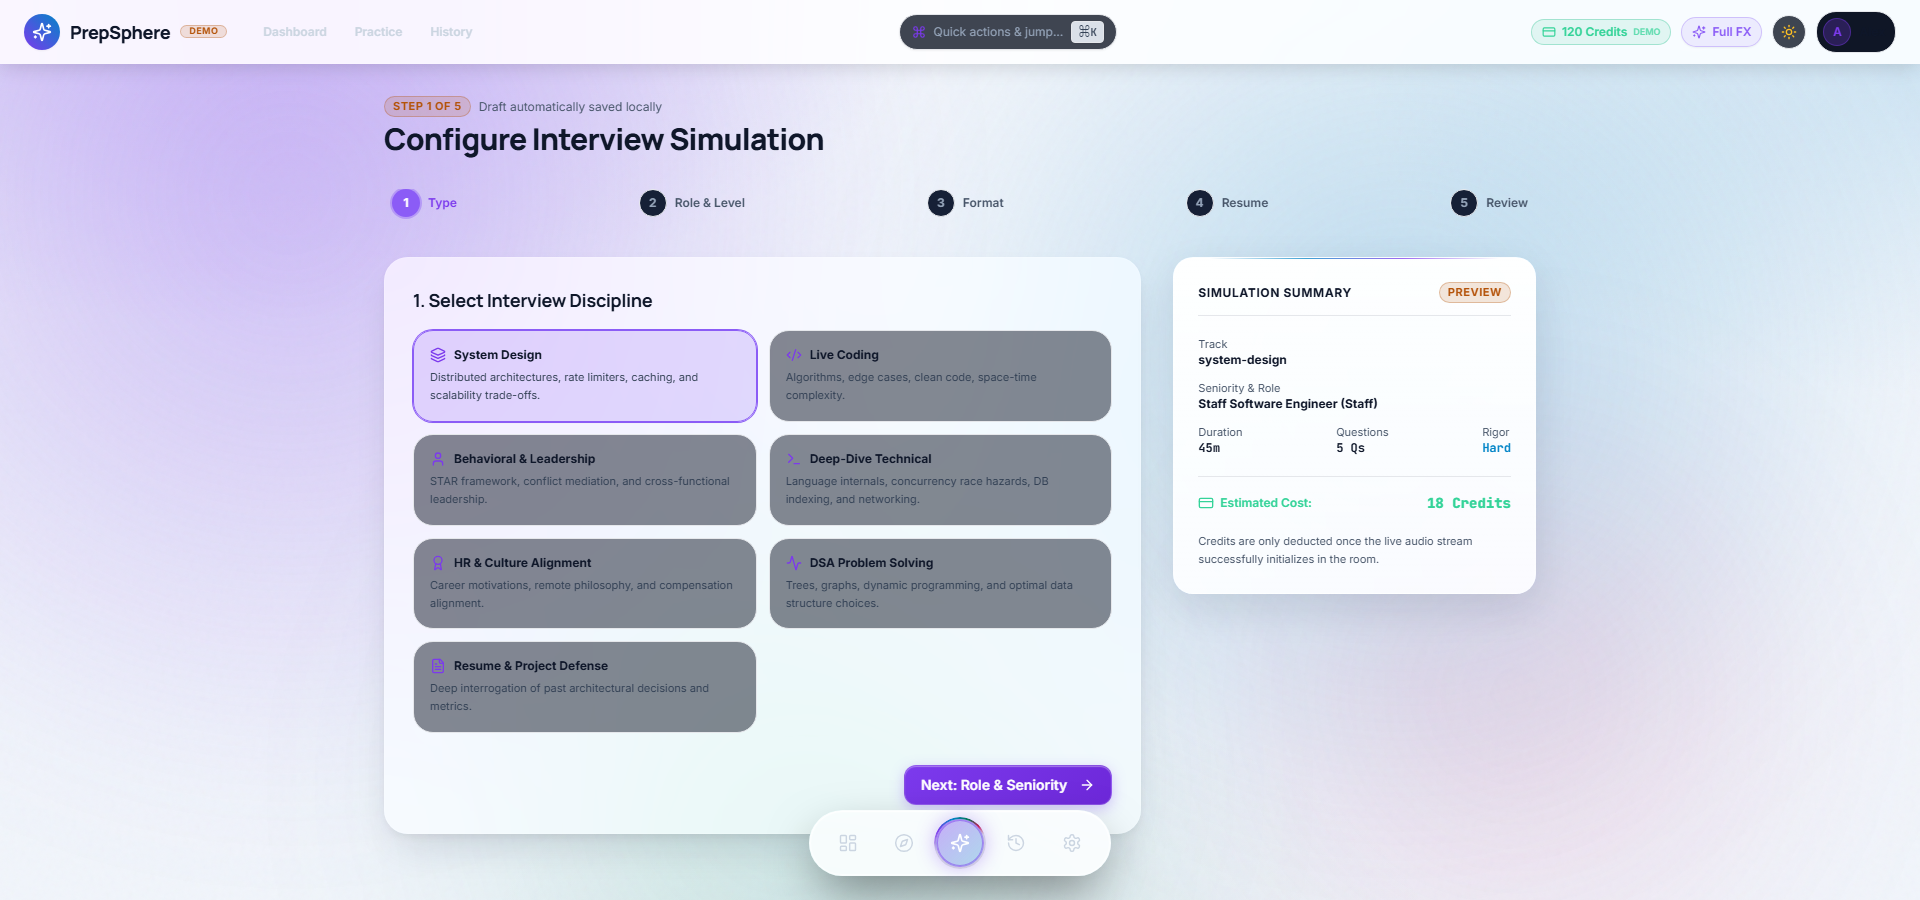 PrepSphere DEMO Dashboard Practice History Quick actions & jump... ⌘K 120 Credits DEMO Full FX A
STEP 1 OF 5 Draft automatically saved locally
Configure Interview Simulation
1 Type 2 Role & Level 3 Format 4 Resume 5 Review
1. Select Interview Discipline
System Design
Distributed architectures, rate limiters, caching, and
scalability trade-offs.
Live Coding
Algorithms, edge cases, clean code, space-time
complexity.
Behavioral & Leadership
STAR framework, conflict mediation, and cross-functional
leadership.
Deep-Dive Technical
Language internals, concurrency race hazards, DB
indexing, and networking.
HR & Culture Alignment
Career motivations, remote philosophy, and compensation
alignment.
DSA Problem Solving
Trees, graphs, dynamic programming, and optimal data
structure choices.
Resume & Project Defense
Deep interrogation of past architectural decisions and
metrics.
Next: Role & Seniority
SIMULATION SUMMARY PREVIEW
Track
system-design
Seniority & Role
Staff Software Engineer (Staff)
Duration Questions Rigor
45m 5 Qs Hard
Estimated Cost: 18 Credits
Credits are only deducted once the live audio stream
successfully initializes in the room.